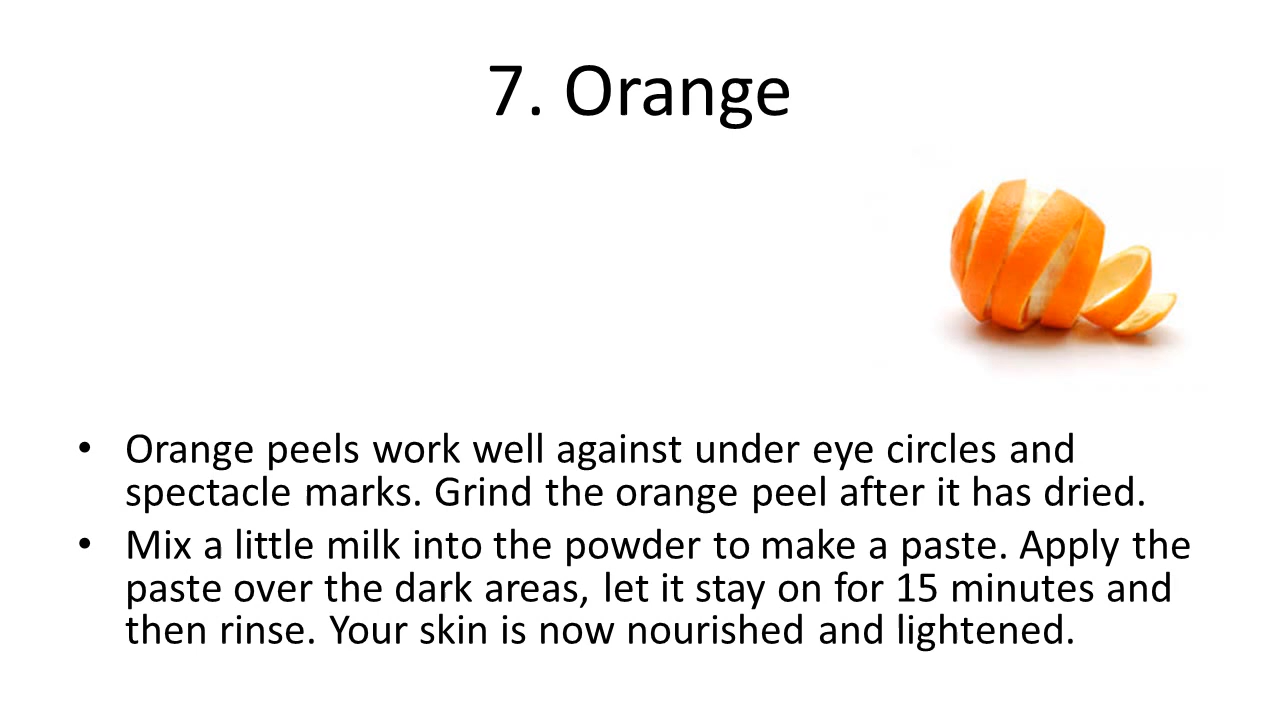 7. Orange
• Orange peels work well against under eye circles and
spectacle marks. Grind the orange peel after it has dried.
• Mix a little milk into the powder to make a paste. Apply the
paste over the dark areas, let it stay on for 15 minutes and
then rinse. Your skin is now nourished and lightened.